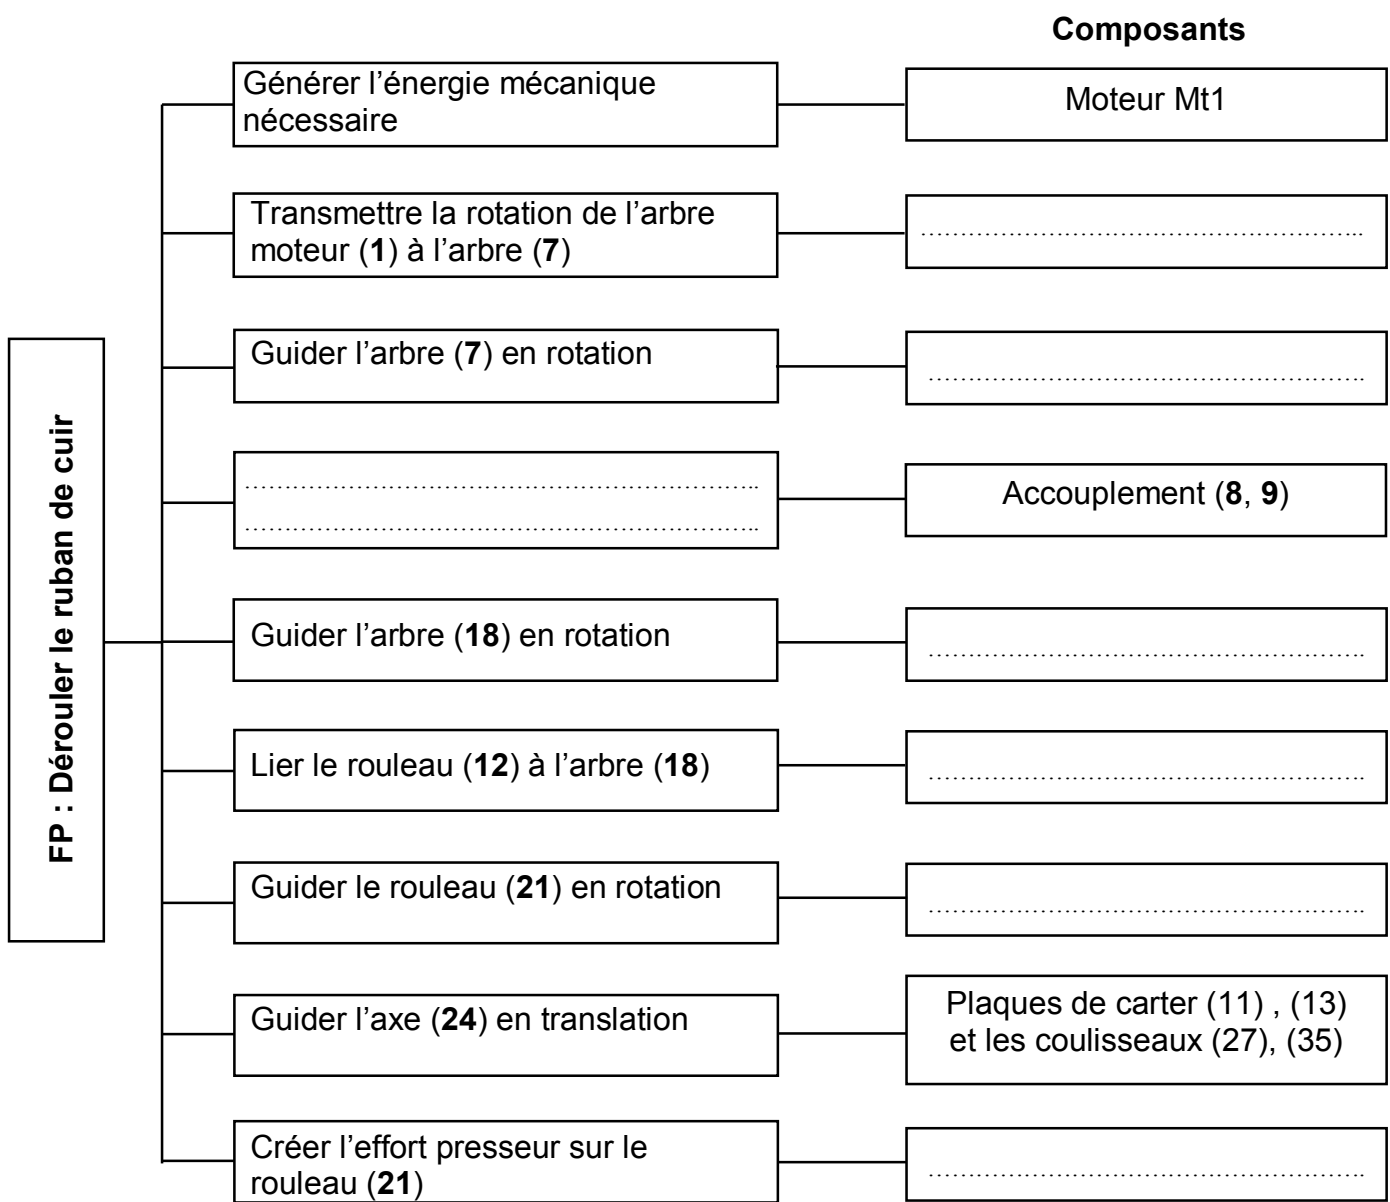 Composants
Générer l’énergie mécanique
nécessaire
Moteur Mt1
Transmettre la rotation de l’arbre
moteur (1) à l’arbre (7)
……………………………………………..
Guider l’arbre (7) en rotation
…………………………………………….
FP : Dérouler le ruban de cuir
……………………………………………………..
……………………………………………………..
Accouplement (8, 9)
Guider l’arbre (18) en rotation
…………………………………………….
Lier le rouleau (12) à l’arbre (18)
…………………………………………….
Guider le rouleau (21) en rotation
…………………………………………….
Guider l’axe (24) en translation
Plaques de carter (11) , (13)
et les coulisseaux (27), (35)
Créer l’effort presseur sur le
rouleau (21)
…………………………………………….